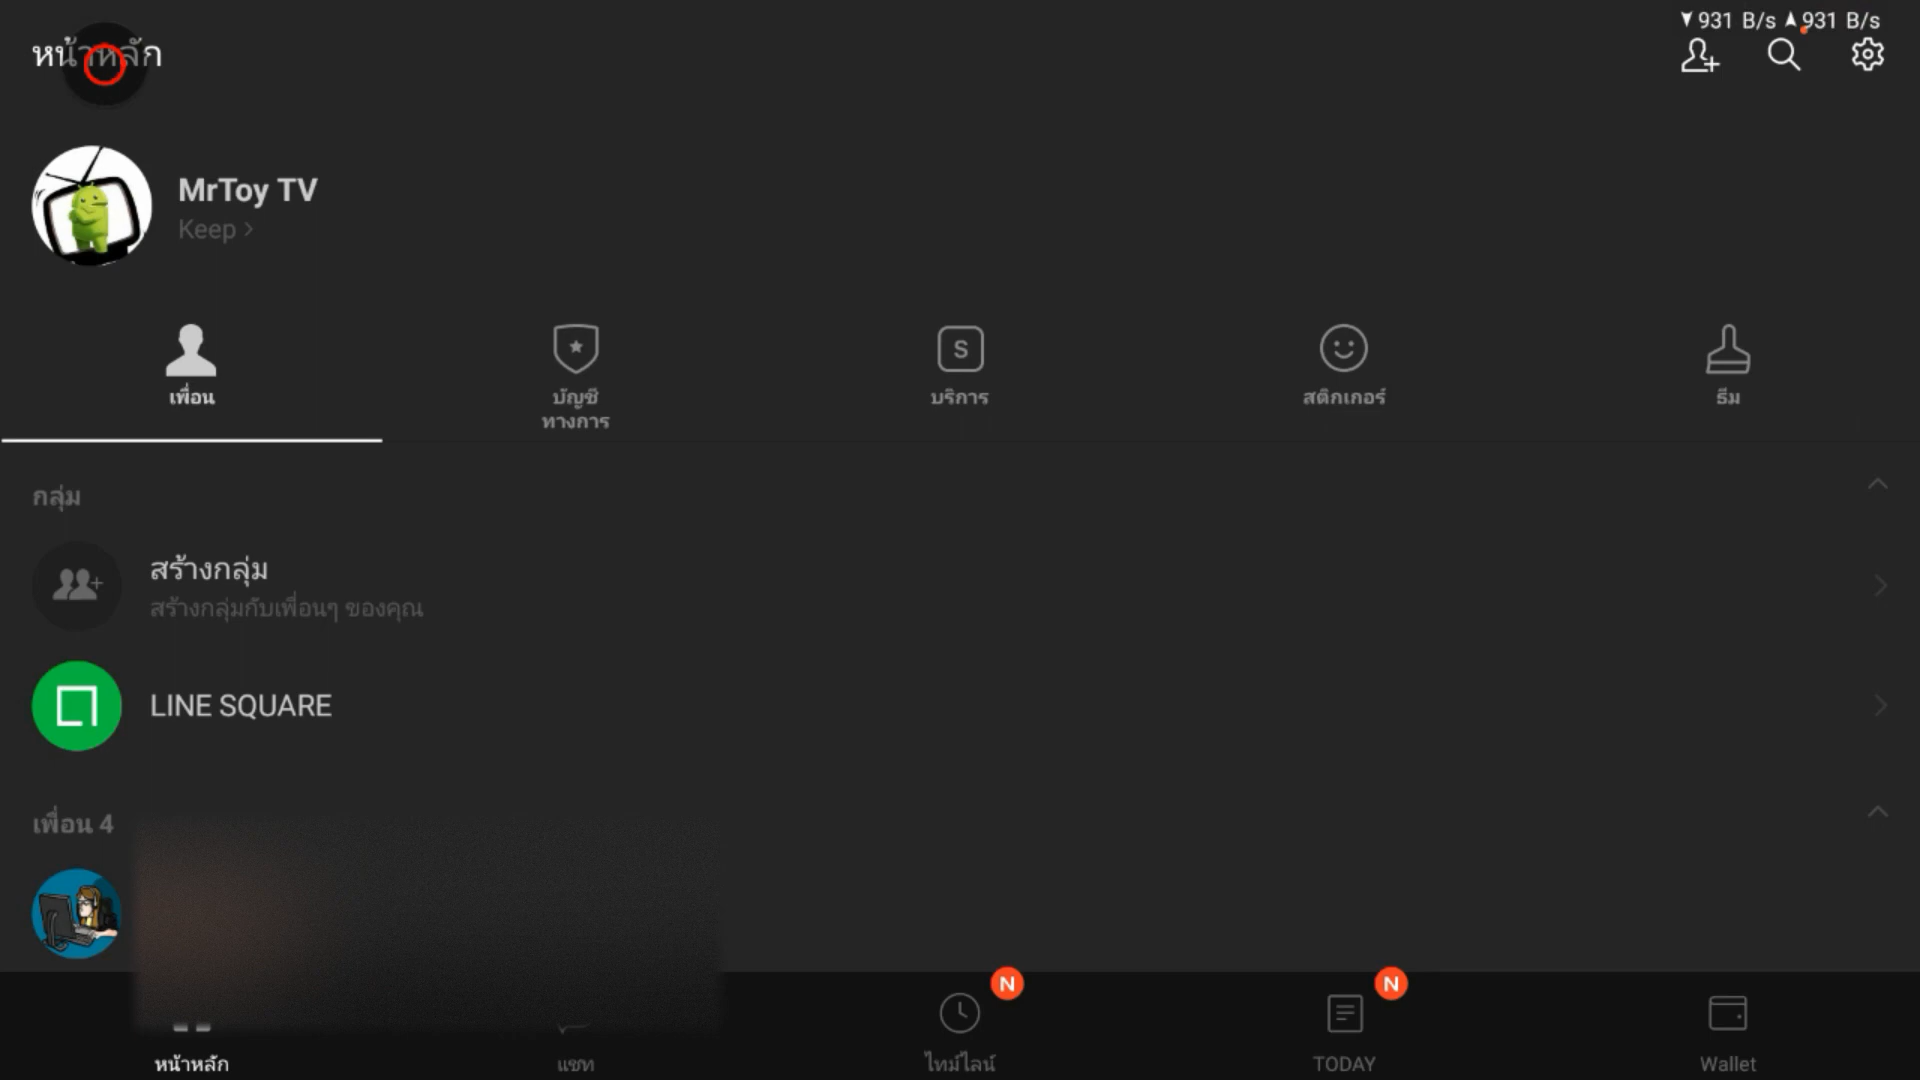 ▼931 B/s ▲931 B/s
หน้าหลัก
MrToy TV
Keep >
เพื่อน
บัญชี
ทางการ
S
บริการ
สติกเกอร์
ธีม
กลุ่ม
สร้างกลุ่ม
สร้างกลุ่มกับเพื่อนๆ ของคุณ
LINE SQUARE
เพื่อน 4
N
N
หน้าหลัก
แชท
ไทม์ไลน์
TODAY
Wallet